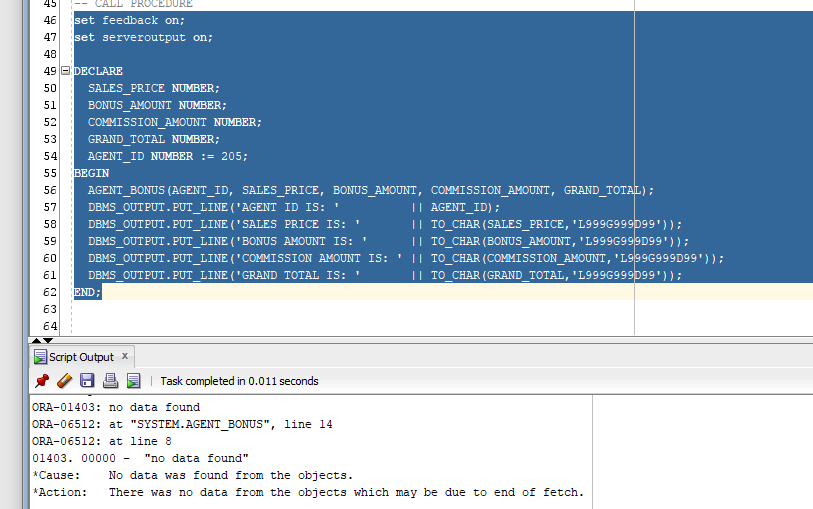 45 -- CALL PROCEDURE
46 set feedback on;
47 set serveroutput on;
48
49 DECLARE
50 SALES_PRICE NUMBER;
51 BONUS_AMOUNT NUMBER;
52 COMMISSION_AMOUNT NUMBER;
53 GRAND_TOTAL NUMBER;
54 AGENT_ID NUMBER := 205;
55 BEGIN
56 AGENT_BONUS(AGENT_ID, SALES_PRICE, BONUS_AMOUNT, COMMISSION_AMOUNT, GRAND_TOTAL);
57 DBMS_OUTPUT.PUT_LINE('AGENT ID IS: ' || AGENT_ID);
58 DBMS_OUTPUT.PUT_LINE('SALES PRICE IS: ' || TO_CHAR(SALES_PRICE,'L999G999D99'));
59 DBMS_OUTPUT.PUT_LINE('BONUS AMOUNT IS: ' || TO_CHAR(BONUS_AMOUNT,'L999G999D99'));
60 DBMS_OUTPUT.PUT_LINE('COMMISSION AMOUNT IS: ' || TO_CHAR(COMMISSION_AMOUNT,'L999G999D99'));
61 DBMS_OUTPUT.PUT_LINE('GRAND TOTAL IS: ' || TO_CHAR(GRAND_TOTAL,'L999G999D99'));
62 END;
63
64
Script Output x
Task completed in 0.011 seconds
ORA-01403: no data found
ORA-06512: at "SYSTEM.AGENT_BONUS", line 14
ORA-06512: at line 8
01403. 00000 - "no data found"
*Cause: No data was found from the objects.
*Action: There was no data from the objects which may be due to end of fetch.